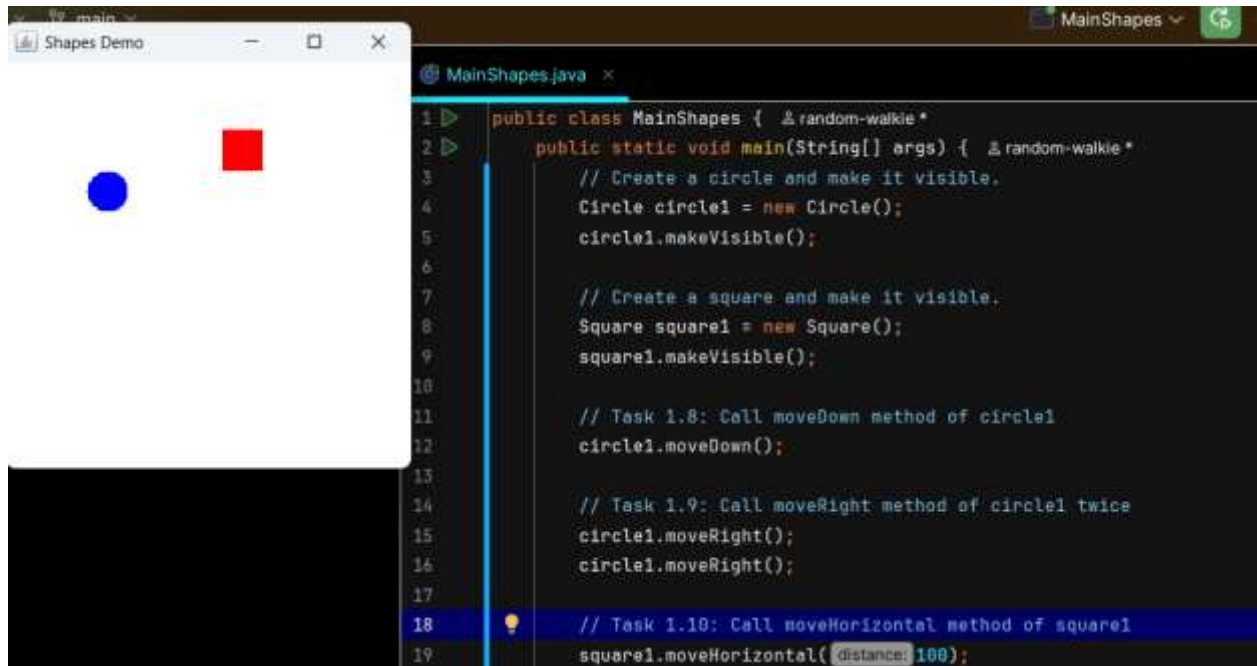 main
MainShapes
Shapes Demo
MainShapes.java
1 public class MainShapes { random-walkie *
2 public static void main(String[] args) { random-walkie *
3 // Create a circle and make it visible.
4 Circle circle1 = new Circle();
5 circle1.makeVisible();
6
7 // Create a square and make it visible.
8 Square square1 = new Square();
9 square1.makeVisible();
10
11 // Task 1.8: Call moveDown method of circle1
12 circle1.moveDown();
13
14 // Task 1.9: Call moveRight method of circle1 twice
15 circle1.moveRight();
16 circle1.moveRight();
17
18 // Task 1.10: Call moveHorizontal method of square1
19 square1.moveHorizontal( distance: 100);